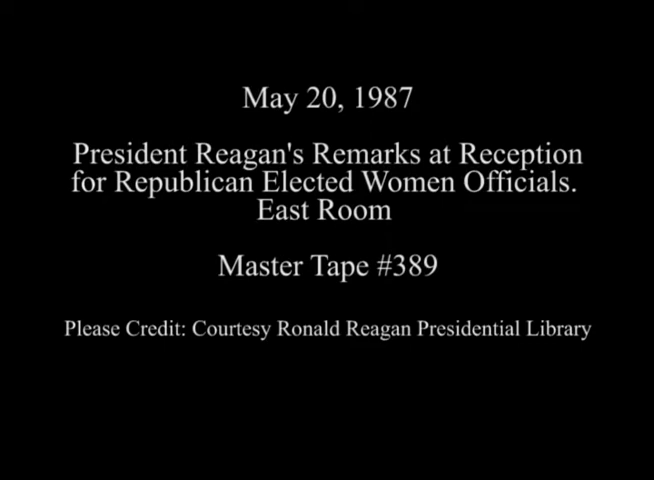 May 20, 1987
President Reagan's Remarks at Reception
for Republican Elected Women Officials.
East Room
Master Tape #389
Please Credit: Courtesy Ronald Reagan Presidential Library